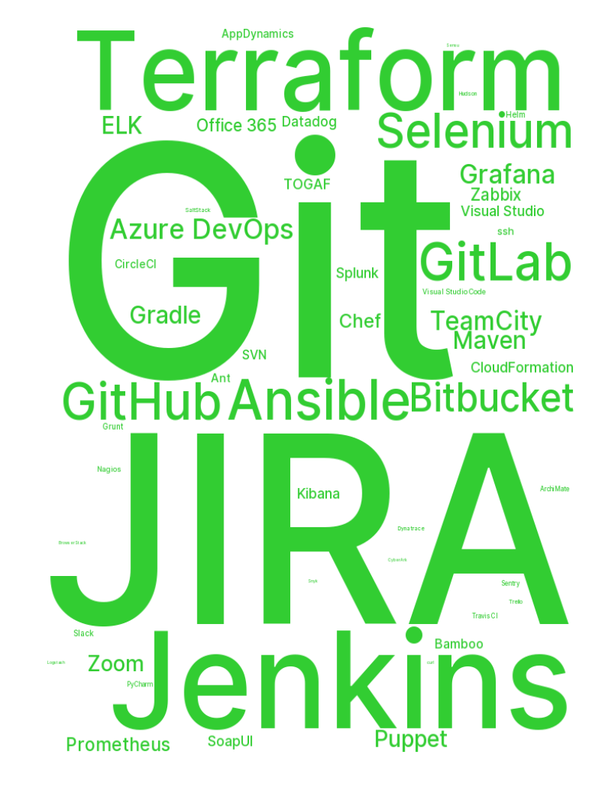 AppDynamics
Terraform
Hudson
ELK
Office 365
Datadog
Helm
Selenium
TOGAF
Grafana
Zabbix
Visual Studio
Git
SaltStack
Azure DevOps
ssh
CircleCI
Splunk
GitLab
Visual Studio Code
Gradle
Chef
TeamCity
Maven
SVN
CloudFormation
Ant
GitHub
Ansible
Bitbucket
Grunt
JIRA
Nagios
Kibana
ArchiMate
Dynatrace
Sentry
Trello
Travis CI
Slack
Jenkins
Bamboo
Zoom
PyCharm
Prometheus
SoapUI
Puppet